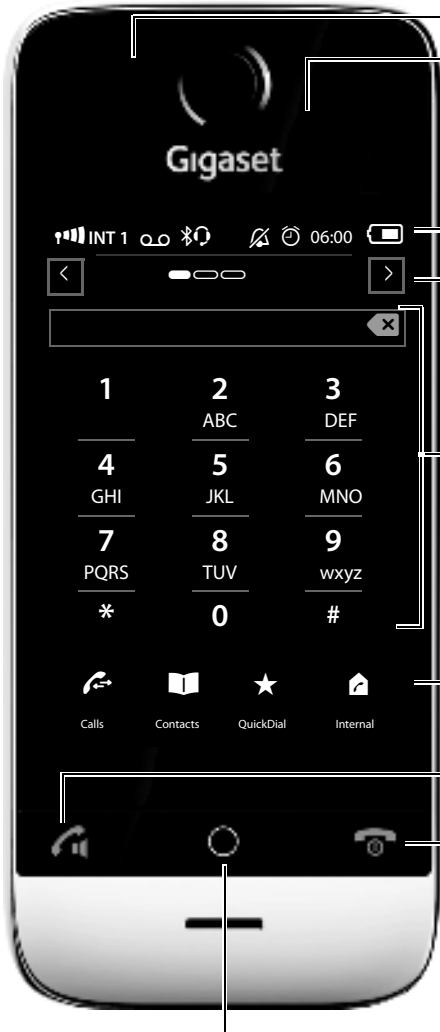 Gigaset
INT 1 06:00
1 2 3
ABC DEF
4 5 6
GHI JKL MNO
7 8 9
PQRS TUV wxyz
* 0 #
Calls Contacts QuickDial Internal